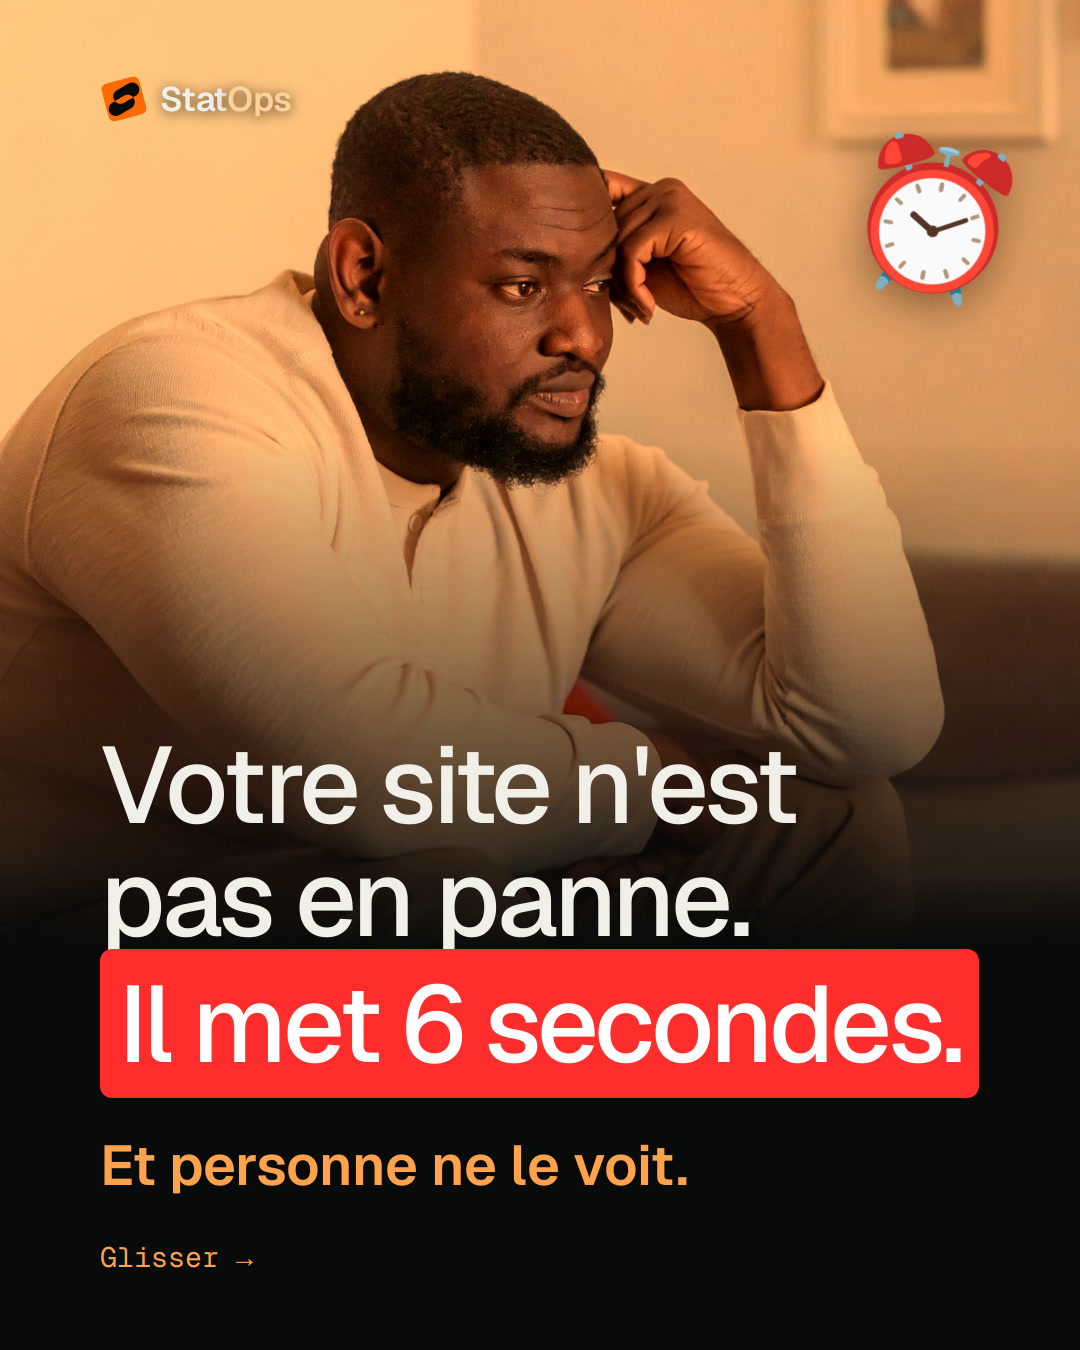 StatOps
Votre site n'est
pas en panne.
Il met 6 secondes.
Et personne ne le voit.
Glisser →